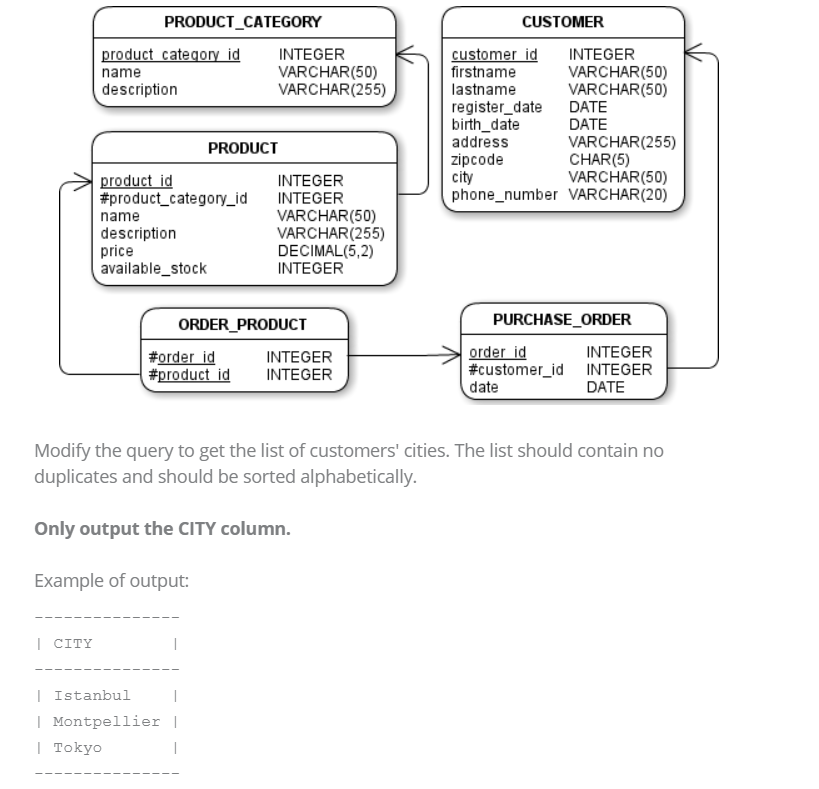 PRODUCT_CATEGORY
product_category_id INTEGER
name VARCHAR(50)
description VARCHAR(255)
CUSTOMER
customer_id INTEGER
firstname VARCHAR(50)
lastname VARCHAR(50)
register_date DATE
birth_date DATE
address VARCHAR(255)
zipcode CHAR(5)
city VARCHAR(50)
phone_number VARCHAR(20)
PRODUCT
product_id INTEGER
#product_category_id INTEGER
name VARCHAR(50)
description VARCHAR(255)
price DECIMAL(5,2)
available_stock INTEGER
ORDER_PRODUCT
#order_id INTEGER
#product_id INTEGER
PURCHASE_ORDER
order_id INTEGER
#customer_id INTEGER
date DATE
Modify the query to get the list of customers' cities. The list should contain no
duplicates and should be sorted alphabetically.
Only output the CITY column.
Example of output:
---------------
| CITY        |
---------------
| Istanbul    |
| Montpellier |
| Tokyo       |
---------------